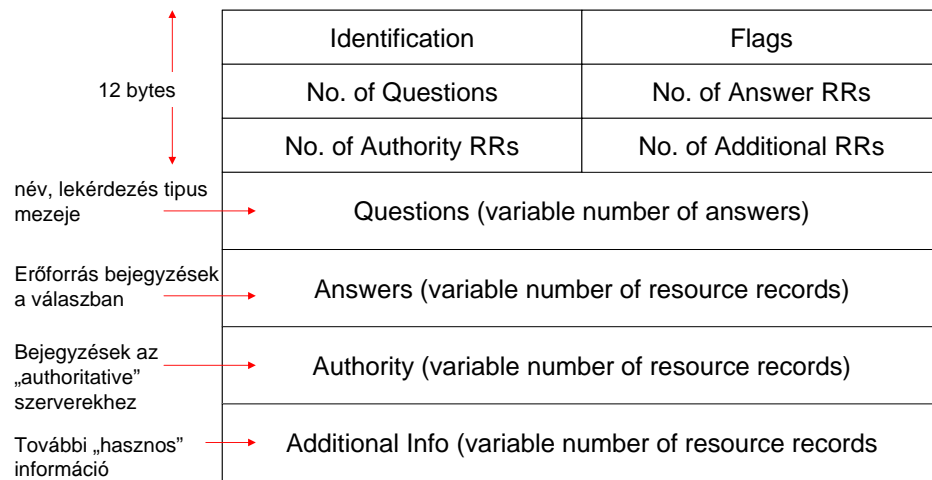 Identification
Flags
12 bytes
No. of Questions
No. of Answer RRs
No. of Authority RRs
No. of Additional RRs
név, lekérdezés tipus
mezeje
Questions (variable number of answers)
Erőforrás bejegyzések
a válaszban
Answers (variable number of resource records)
Bejegyzések az
„authoritative”
szerverekhez
Authority (variable number of resource records)
További „hasznos”
információ
Additional Info (variable number of resource records